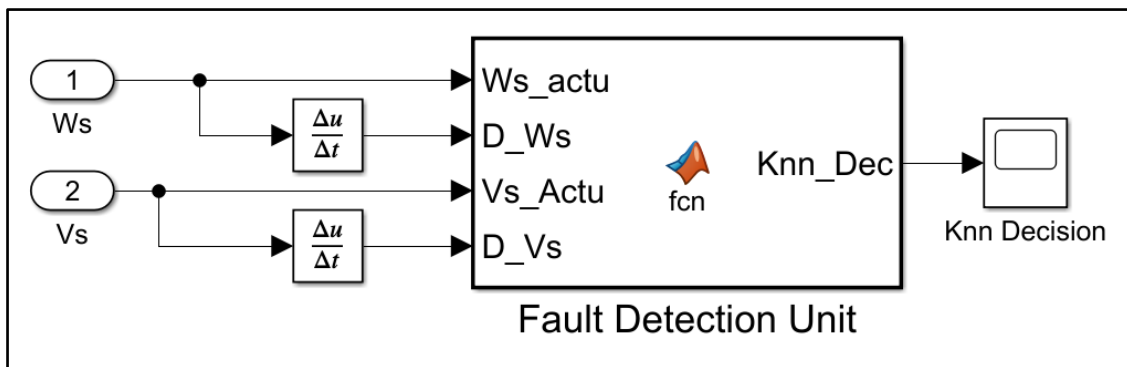 1
Ws
Δu
Δt
2
Vs
Δu
Δt
Ws_actu
D_Ws
Vs_Actu
D_Vs
fcn
Knn_Dec
Fault Detection Unit
Knn Decision